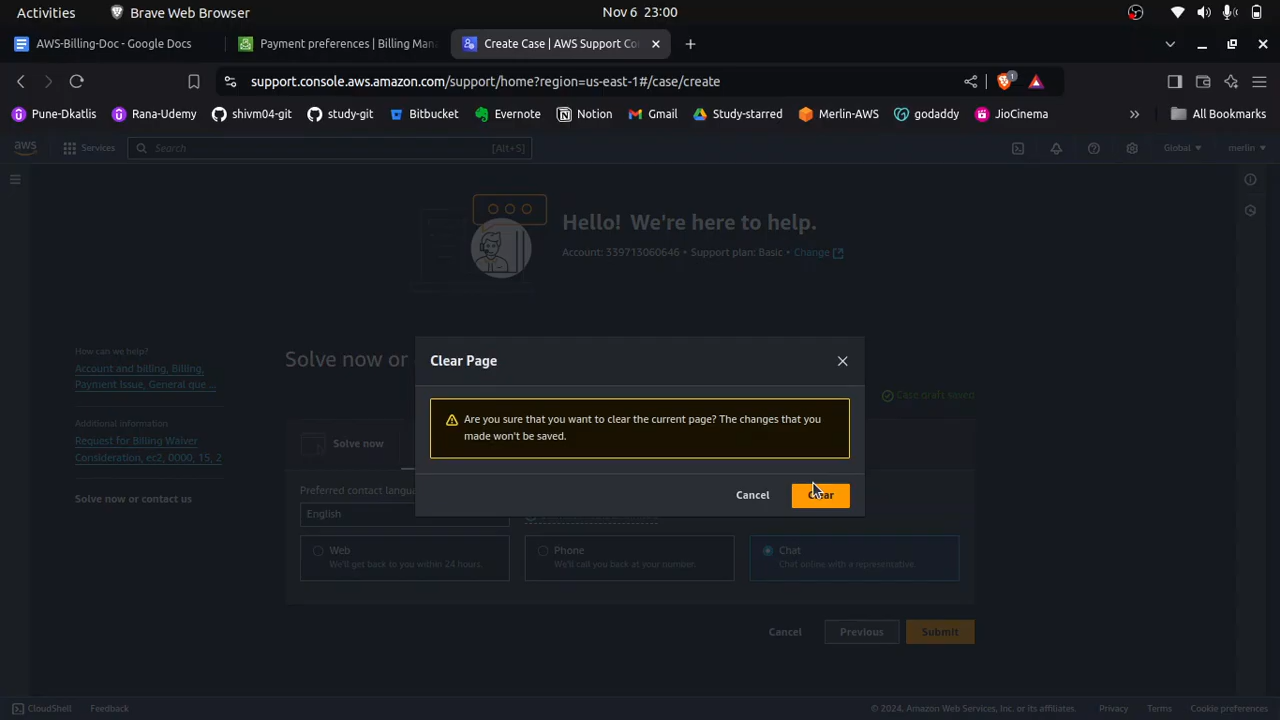 Activities
Brave Web Browser
Nov 6 23:00
AWS-Billing-Doc - Google Docs
Payment preferences | Billing Man
Create Case | AWS Support Co
support.console.aws.amazon.com/support/home?region=us-east-1#/case/create
1
Pune-Dkatlis
Rana-Udemy
shivm04-git
study-git
Bitbucket
Evernote
Notion
Gmail
Study-starred
Merlin-AWS
godaddy
JioCinema
All Bookmarks
aws
Services
Search
[Alt+S]
Global
merlin
Hello! We're here to help.
Account: 339713060646 • Support plan: Basic • Change
How can we help?
Account and billing, Billing,
Payment Issue, General que ...
Additional information
Request for Billing Waiver
Consideration, ec2, 0000, 15, 2
Solve now or contact us
Solve now or
Case draft saved
Solve now
Preferred contact langu
English
Clear Page
Are you sure that you want to clear the current page? The changes that you
made won't be saved.
Cancel
Clear
Web
We'll get back to you within 24 hours.
Phone
We'll call you back at your number.
Chat
Chat online with a representative.
Cancel
Previous
Submit
CloudShell
Feedback
© 2024, Amazon Web Services, Inc. or its affiliates.
Privacy
Terms
Cookie preferences